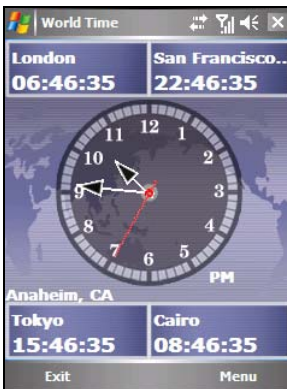 World Time
London
06:46:35
San Francisco..
22:46:35
12
1
2
3
4
5
6
7
8
9
10
11
PM
Anaheim, CA
Tokyo
15:46:35
Cairo
08:46:35
Exit
Menu